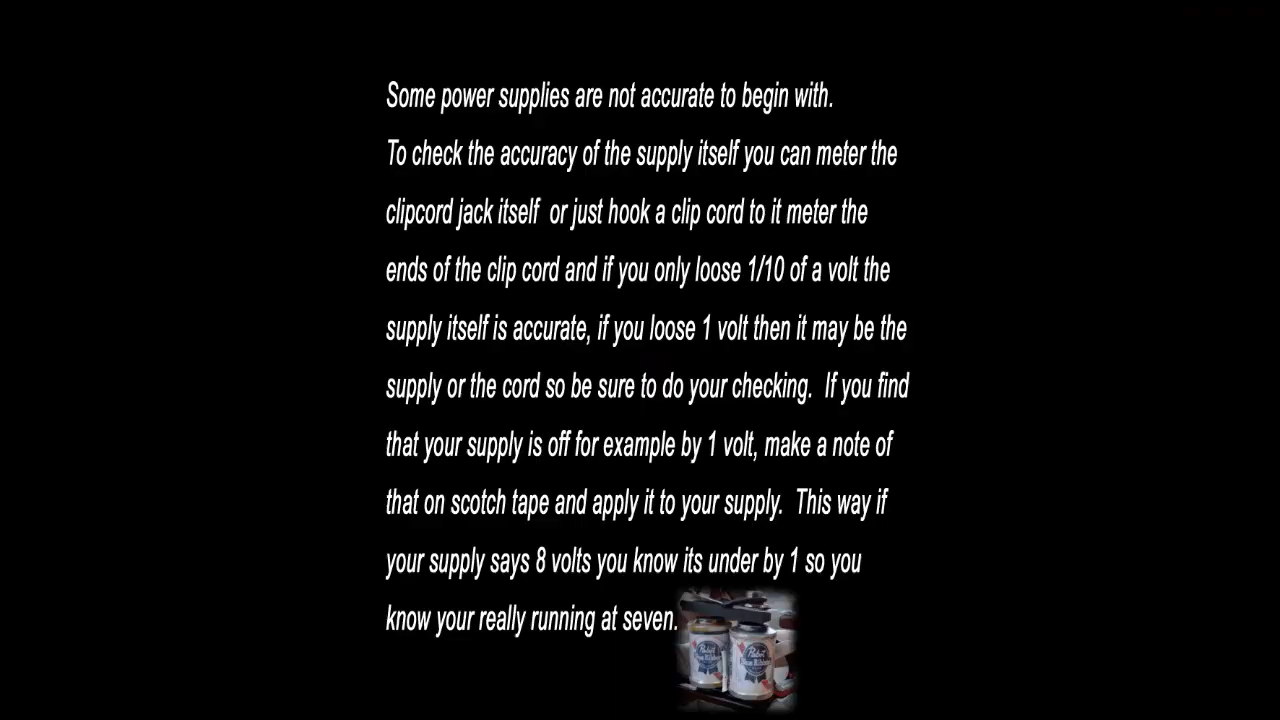 Some power supplies are not accurate to begin with.
To check the accuracy of the supply itself you can meter the
clipcord jack itself or just hook a clip cord to it meter the
ends of the clip cord and if you only loose 1/10 of a volt the
supply itself is accurate, if you loose 1 volt then it may be the
supply or the cord so be sure to do your checking. If you find
that your supply is off for example by 1 volt, make a note of
that on scotch tape and apply it to your supply. This way if
your supply says 8 volts you know its under by 1 so you
know your really running at seven.
Pabst
Blue Ribbon
Pabst
Blue Ribbon